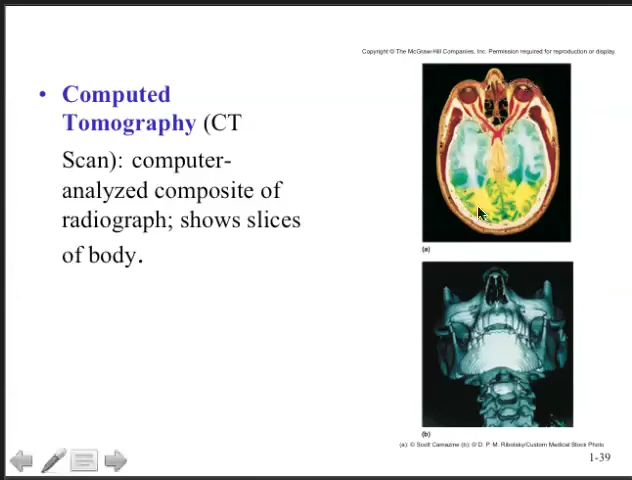 Copyright © The McGraw-Hill Companies, Inc. Permission required for reproduction or display.
• Computed
Tomography (CT
Scan): computer-
analyzed composite of
radiograph; shows slices
of body.
(a)
(b)
(a): © Scott Camazine (b): © D. P. M. Ribotsky/Custom Medical Stock Photo
1-39